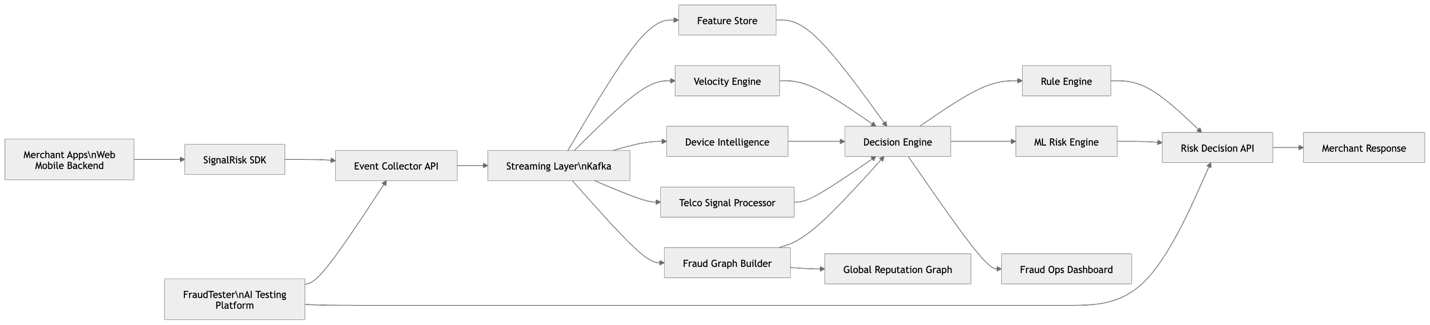 Feature Store
Velocity Engine
Rule Engine
Merchant Apps\nWeb
Mobile Backend
SignalRisk SDK
Event Collector API
Streaming Layer\nKafka
Device Intelligence
Decision Engine
ML Risk Engine
Risk Decision API
Merchant Response
Telco Signal Processor
Fraud Graph Builder
Global Reputation Graph
Fraud Ops Dashboard
FraudTester\nAI Testing
Platform